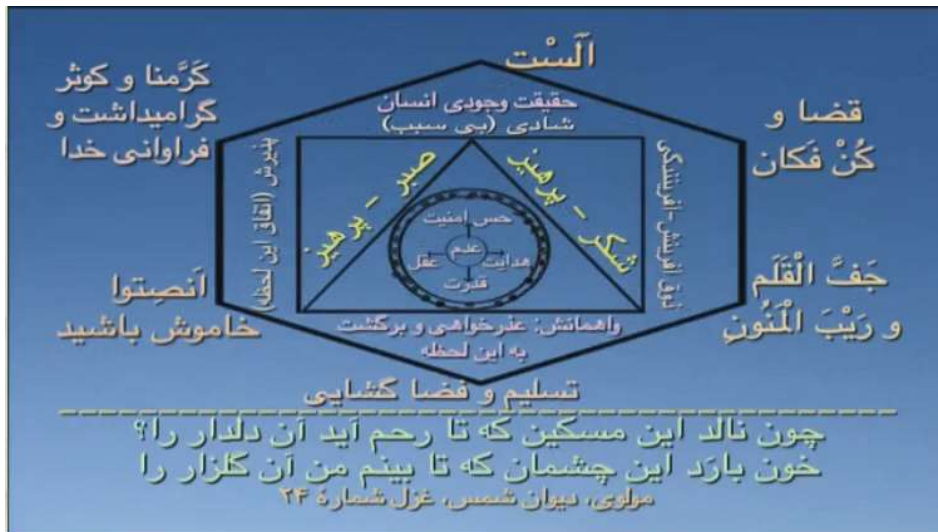 اَلَسْت
کَرَّمنا و کوثر
گرامیداشت و
فراوانی خدا
قضا و
کُنْ فَکان
حقیقت وجودی انسان
شادی (بی سبب)
پذیرش (اتفاق این لحظه)
صبر - پرهیز
شکر - پرهیز
ذوق آفرینش-آفریننگی
حس امنیت
عقل
عدم
هدایت
قدرت
اَنصِتوا
خاموش باشید
جَفَّ الْقَلَم
و رَیْبَ الْمَنُونِ
واهمانش: عذرخواهی و برگشت
به این لحظه
تسلیم و فضا گشایی
چون نالد این مسکین که تا رحم آید آن دلدار را؟
خون بارَد این چشمان که تا بینم من آن گلزار را
مولوی، دیوان شمس، غزل شمارهٔ ۲۴